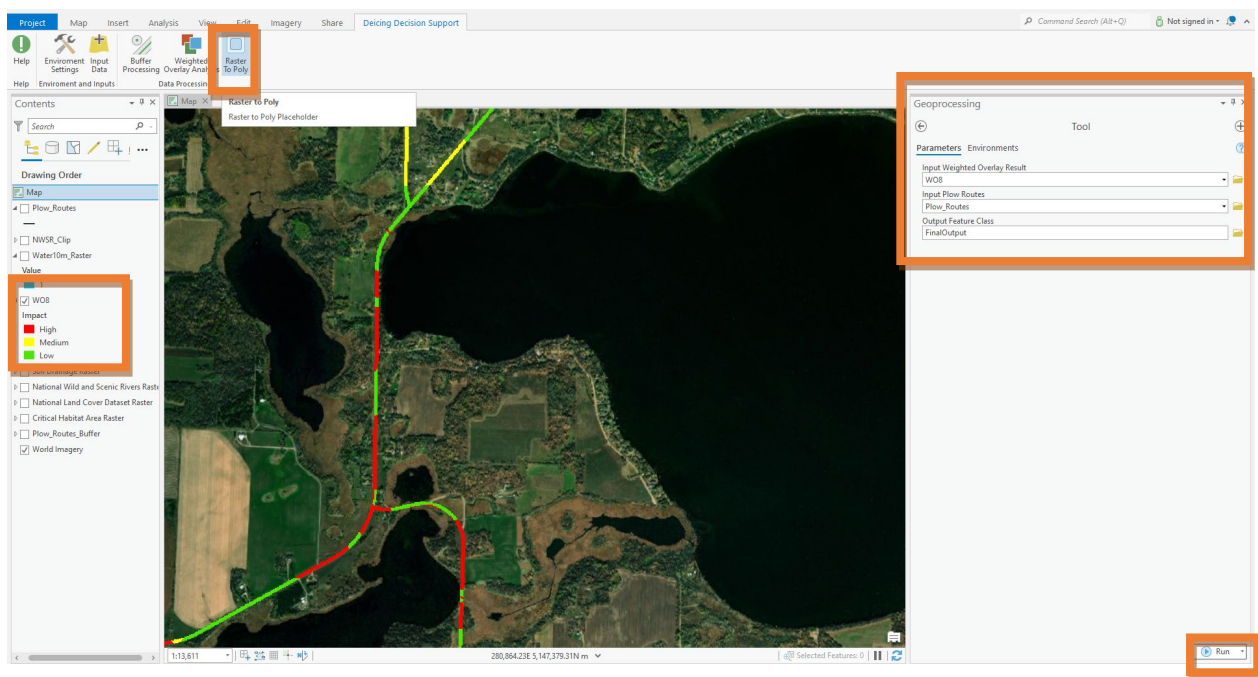 Project Map Insert Analysis View Edit Imagery Share Deicing Decision Support
Command Search (Alt+Q) Not signed in
Help Enviroment Input Buffer Weighted Raster
Settings Data Processing Overlay Analysis To Poly
Help Enviroment and Inputs Data Processing
Contents
Map
Raster to Poly
Raster to Poly Placeholder
Search
Drawing Order
Map
Plow_Routes
NWSR_Clip
Water10m_Raster
Value
1
WO8
Impact
High
Medium
Low
Soil Drainage Raster
National Wild and Scenic Rivers Raste
National Land Cover Dataset Raster
Critical Habitat Area Raster
Plow_Routes_Buffer
World Imagery
1:13,611
280,864.23E 5,147,379.31N m
Selected Features: 0
Geoprocessing
Tool
Parameters Environments
Input Weighted Overlay Result
WO8
Input Plow Routes
Plow_Routes
Output Feature Class
FinalOutput
Run